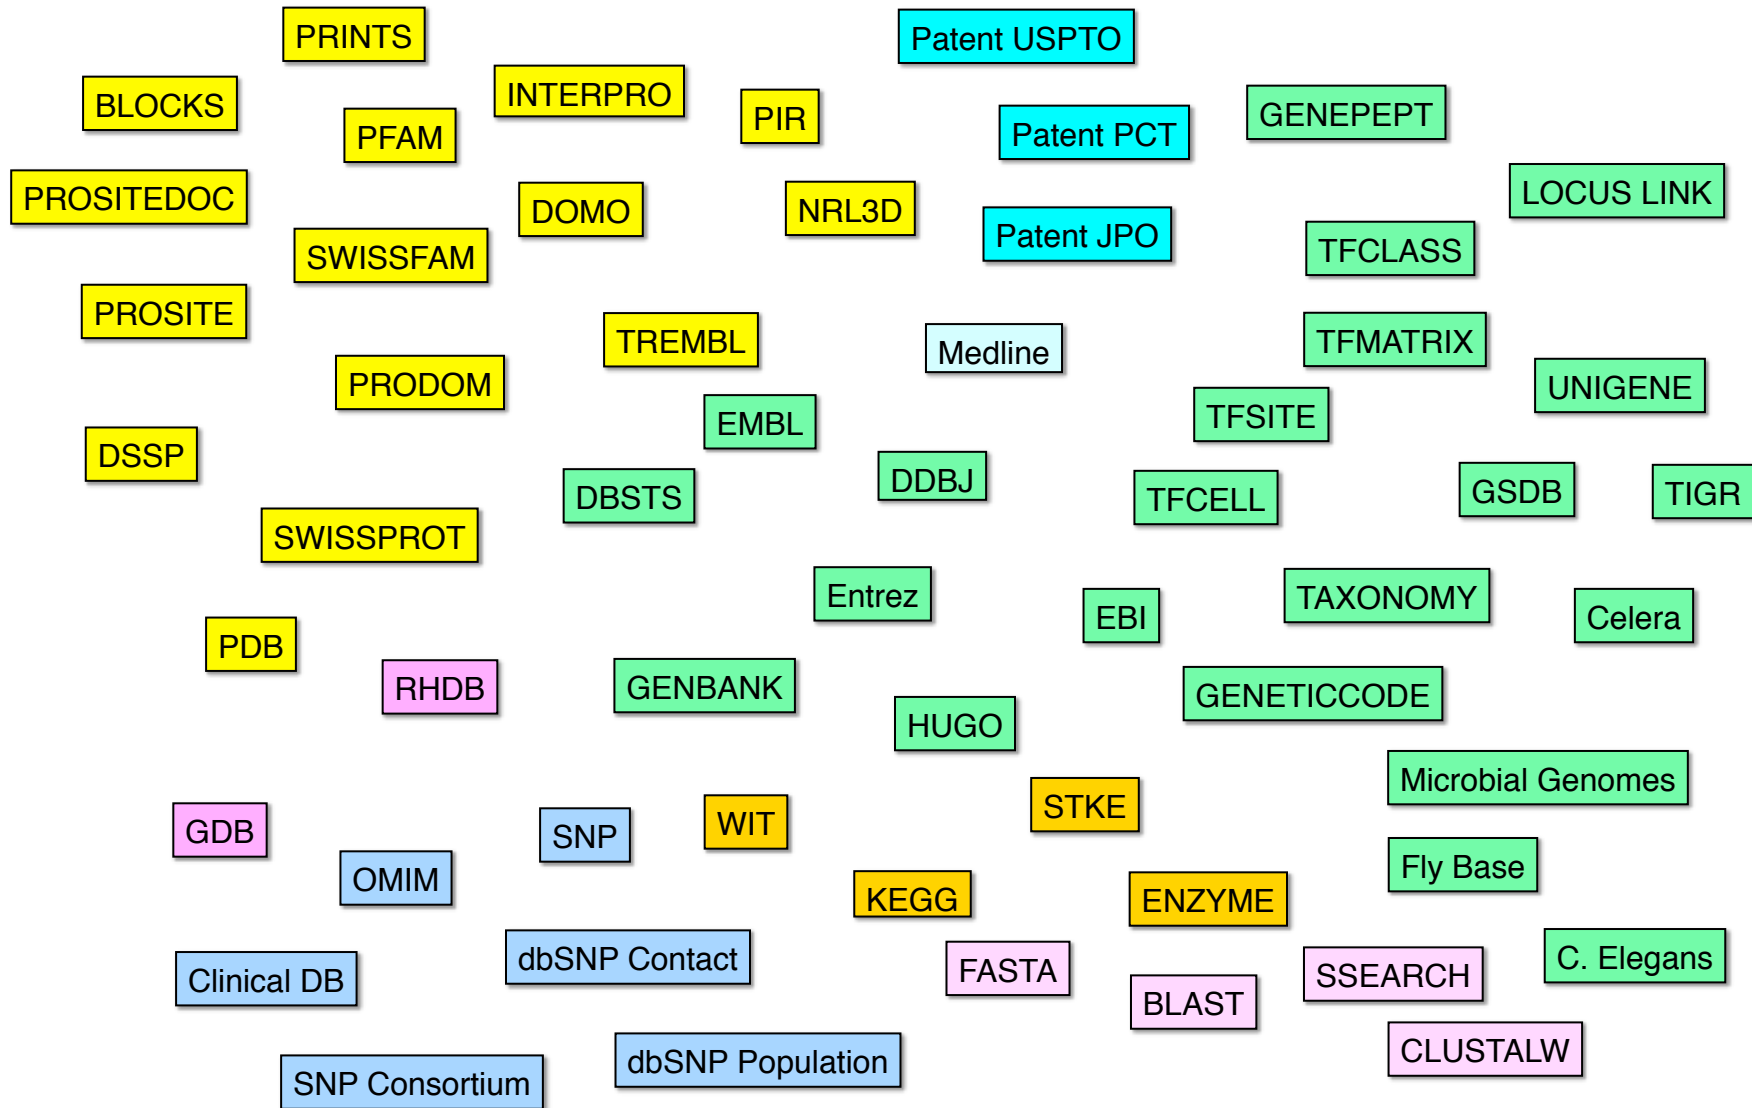 PRINTS
Patent USPTO
BLOCKS
INTERPRO
PIR
GENEPEPT
PFAM
Patent PCT
PROSITEDOC
DOMO
NRL3D
LOCUS LINK
Patent JPO
SWISSFAM
TFCLASS
PROSITE
TREMBL
Medline
TFMATRIX
PRODOM
UNIGENE
EMBL
TFSITE
DSSP
DBSTS
DDBJ
TFCELL
GSDB
TIGR
SWISSPROT
Entrez
EBI
TAXONOMY
Celera
PDB
RHDB
GENBANK
GENETICCODE
HUGO
Microbial Genomes
GDB
SNP
WIT
STKE
OMIM
Fly Base
KEGG
ENZYME
Clinical DB
dbSNP Contact
FASTA
SSEARCH
C. Elegans
BLAST
CLUSTALW
SNP Consortium
dbSNP Population